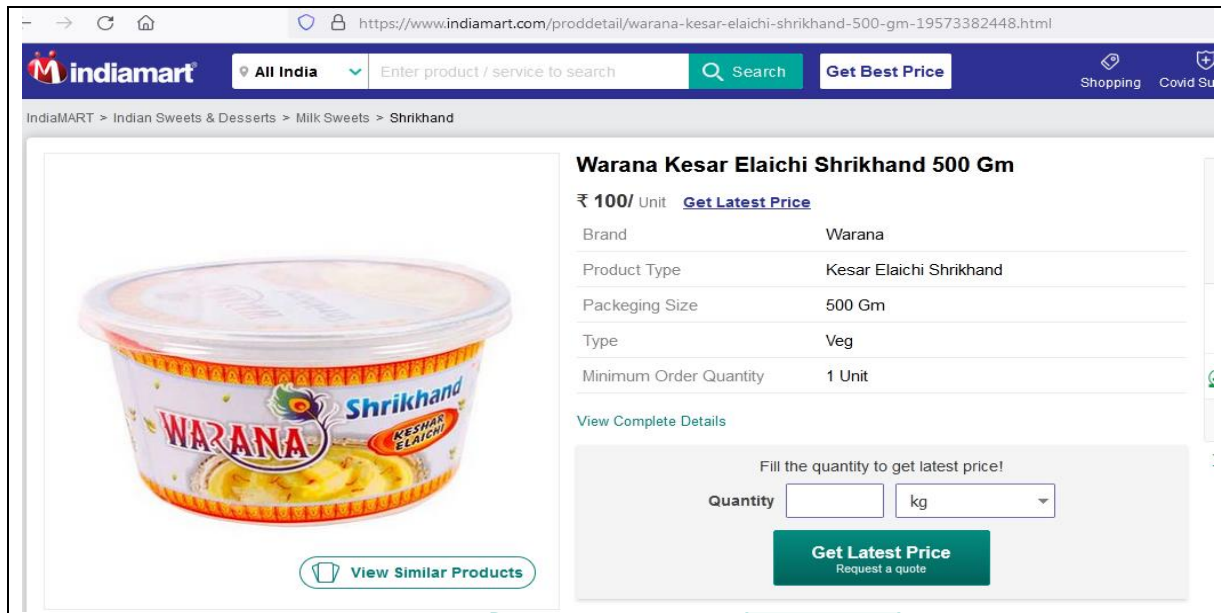 https://www.indiamart.com/proddetail/warana-kesar-elaichi-shrikhand-500-gm-19573382448.html
indiamart All India Enter product / service to search Search Get Best Price Shopping Covid Su
IndiaMART > Indian Sweets & Desserts > Milk Sweets > Shrikhand
Warana Kesar Elaichi Shrikhand 500 Gm
₹ 100/ Unit Get Latest Price
Brand Warana
Product Type Kesar Elaichi Shrikhand
Packeging Size 500 Gm
Type Veg
Minimum Order Quantity 1 Unit
View Complete Details
Shrikhand
WARANA
KESHAR
ELAICHI
Fill the quantity to get latest price!
Quantity kg
Get Latest Price
Request a quote
View Similar Products